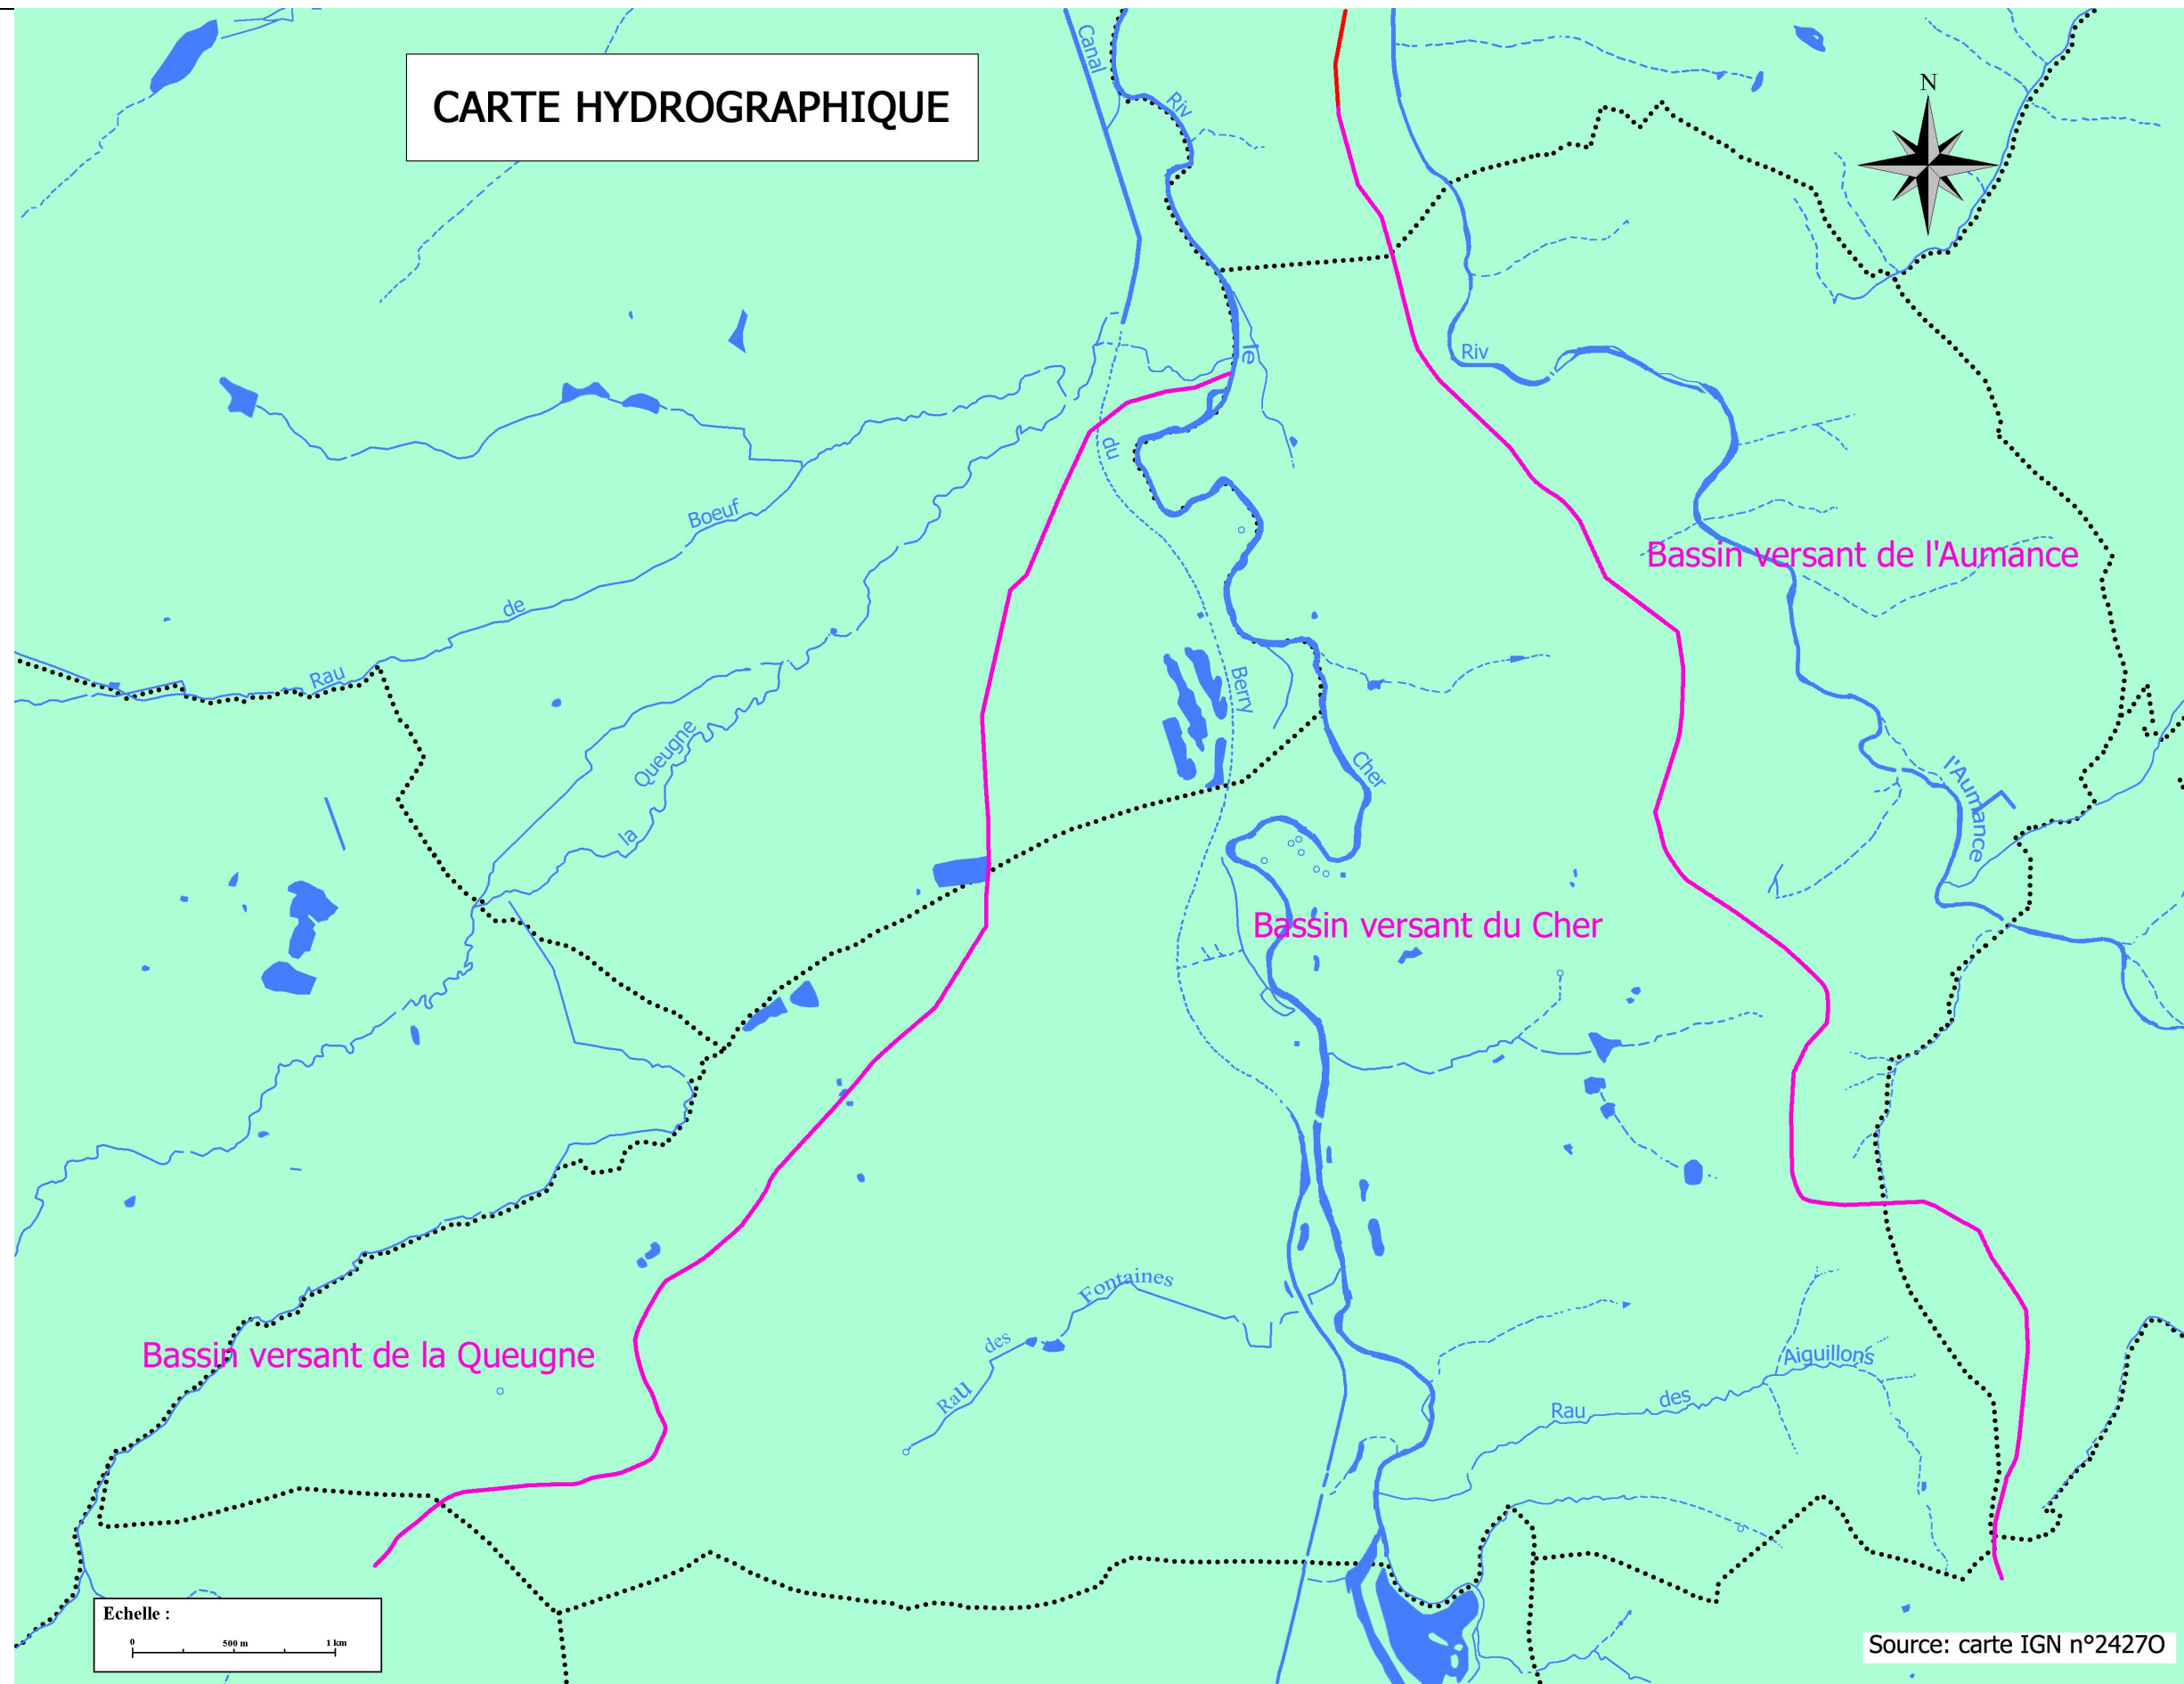 CARTE HYDROGRAPHIQUE
N
Canal
Riv
le
Riv
du
Boeuf
Bassin versant de l'Aumance
de
Rau
Berry
Queugne
Cher
l'Aumance
la
Bassin versant du Cher
Fontaines
des
Bassin versant de la Queugne
Aiguillons
Rau
des
Rau
Echelle :
0 500 m 1 km
Source: carte IGN n°2427O